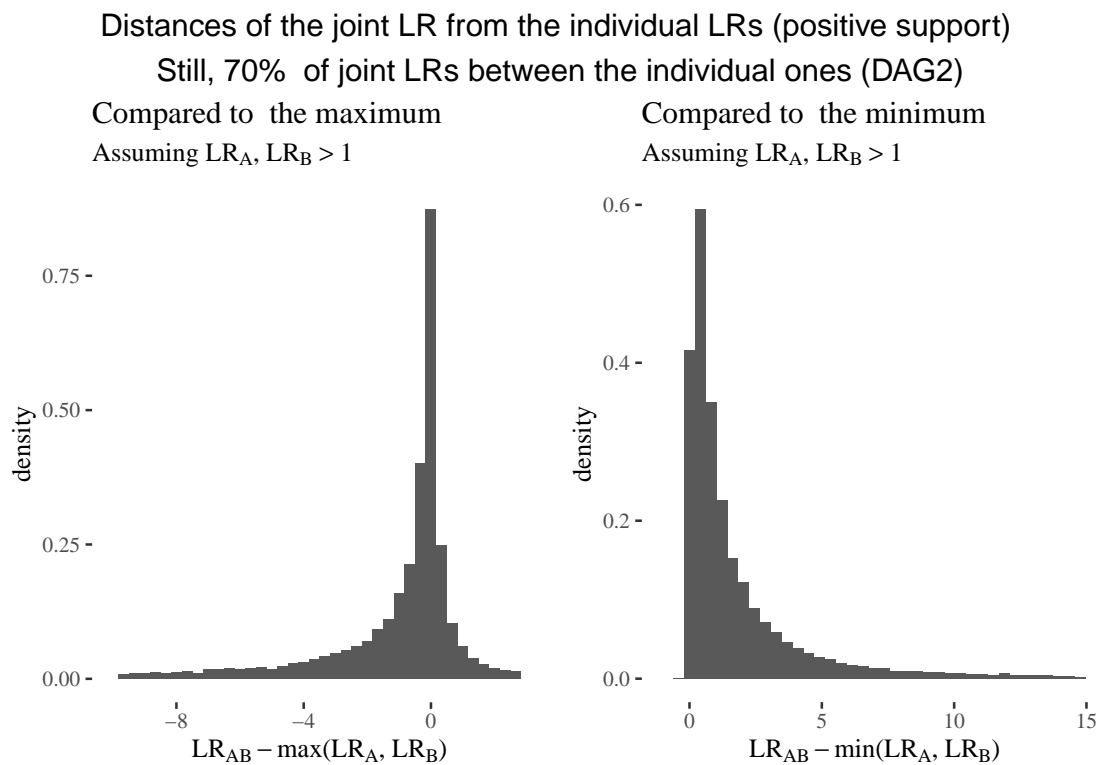 Distances of the joint LR from the individual LRs (positive support)
Still, 70% of joint LRs between the individual ones (DAG2)
Compared to the maximum
Assuming LR_A, LR_B > 1
density
0.75
0.50
0.25
0.00
−8
−4
0
LR_AB − max(LR_A, LR_B)
Compared to the minimum
Assuming LR_A, LR_B > 1
density
0.6
0.4
0.2
0.0
0
5
10
15
LR_AB − min(LR_A, LR_B)